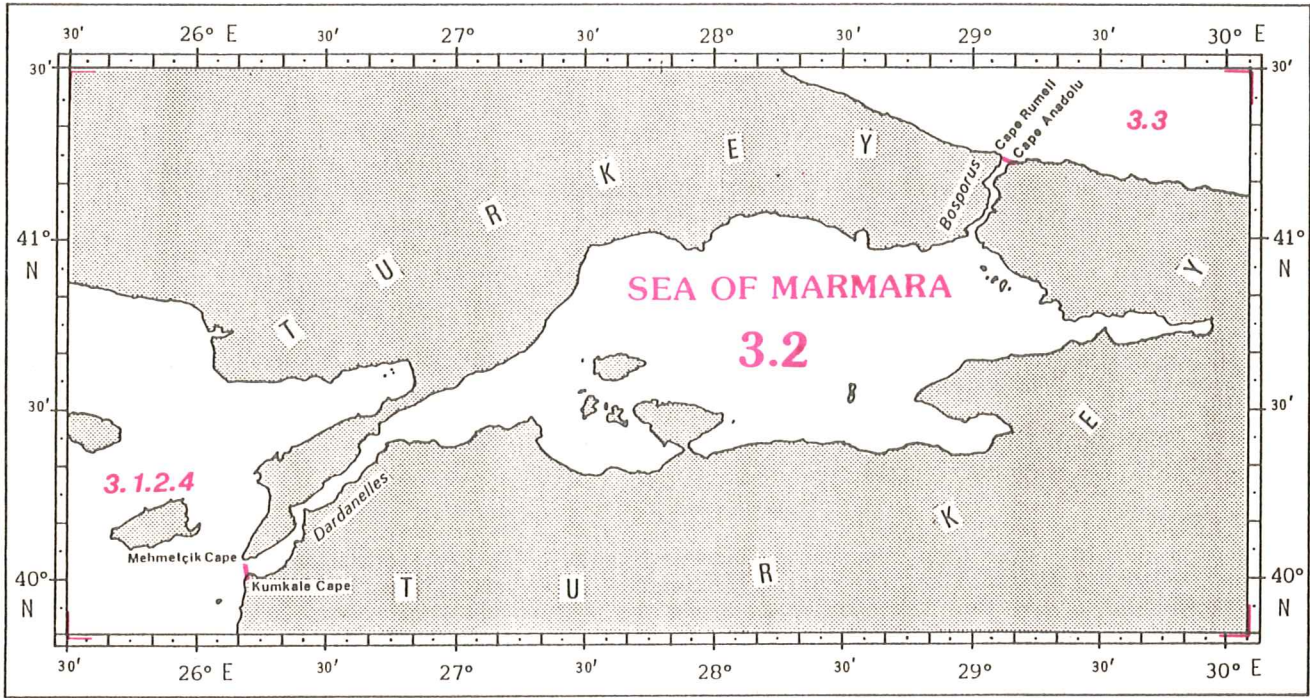 30′ 26° E 30′ 27° 30′ 28° 30′ 29° 30′ 30° E
30′ 30′
Cape Rumeli
Cape Anadolu
3.3
T U R K E Y
Bosporus
41° 41°
N N
SEA OF MARMARA
3.2
30′ 30′
3.1.2.4
Dardanelles
Mehmetçik Cape
Kumkale Cape
T U R K E Y
40° 40°
N N
30′ 26° E 30′ 27° 30′ 28° 30′ 29° 30′ 30° E